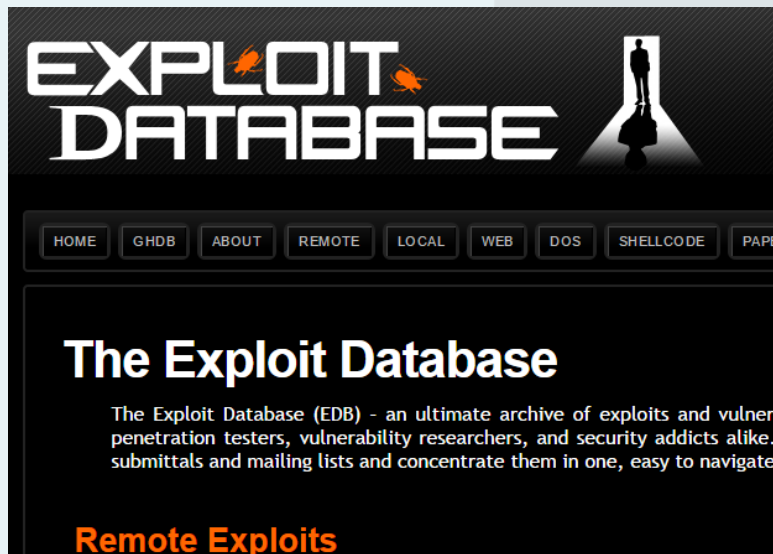 EXPLOIT
DATABASE
HOME GHDB ABOUT REMOTE LOCAL WEB DOS SHELLCODE
The Exploit Database
The Exploit Database (EDB) - an ultimate archive of exploits and
penetration testers, vulnerability researchers, and security addicts alike.
submittals and mailing lists and concentrate them in one, easy to navigate
Remote Exploits